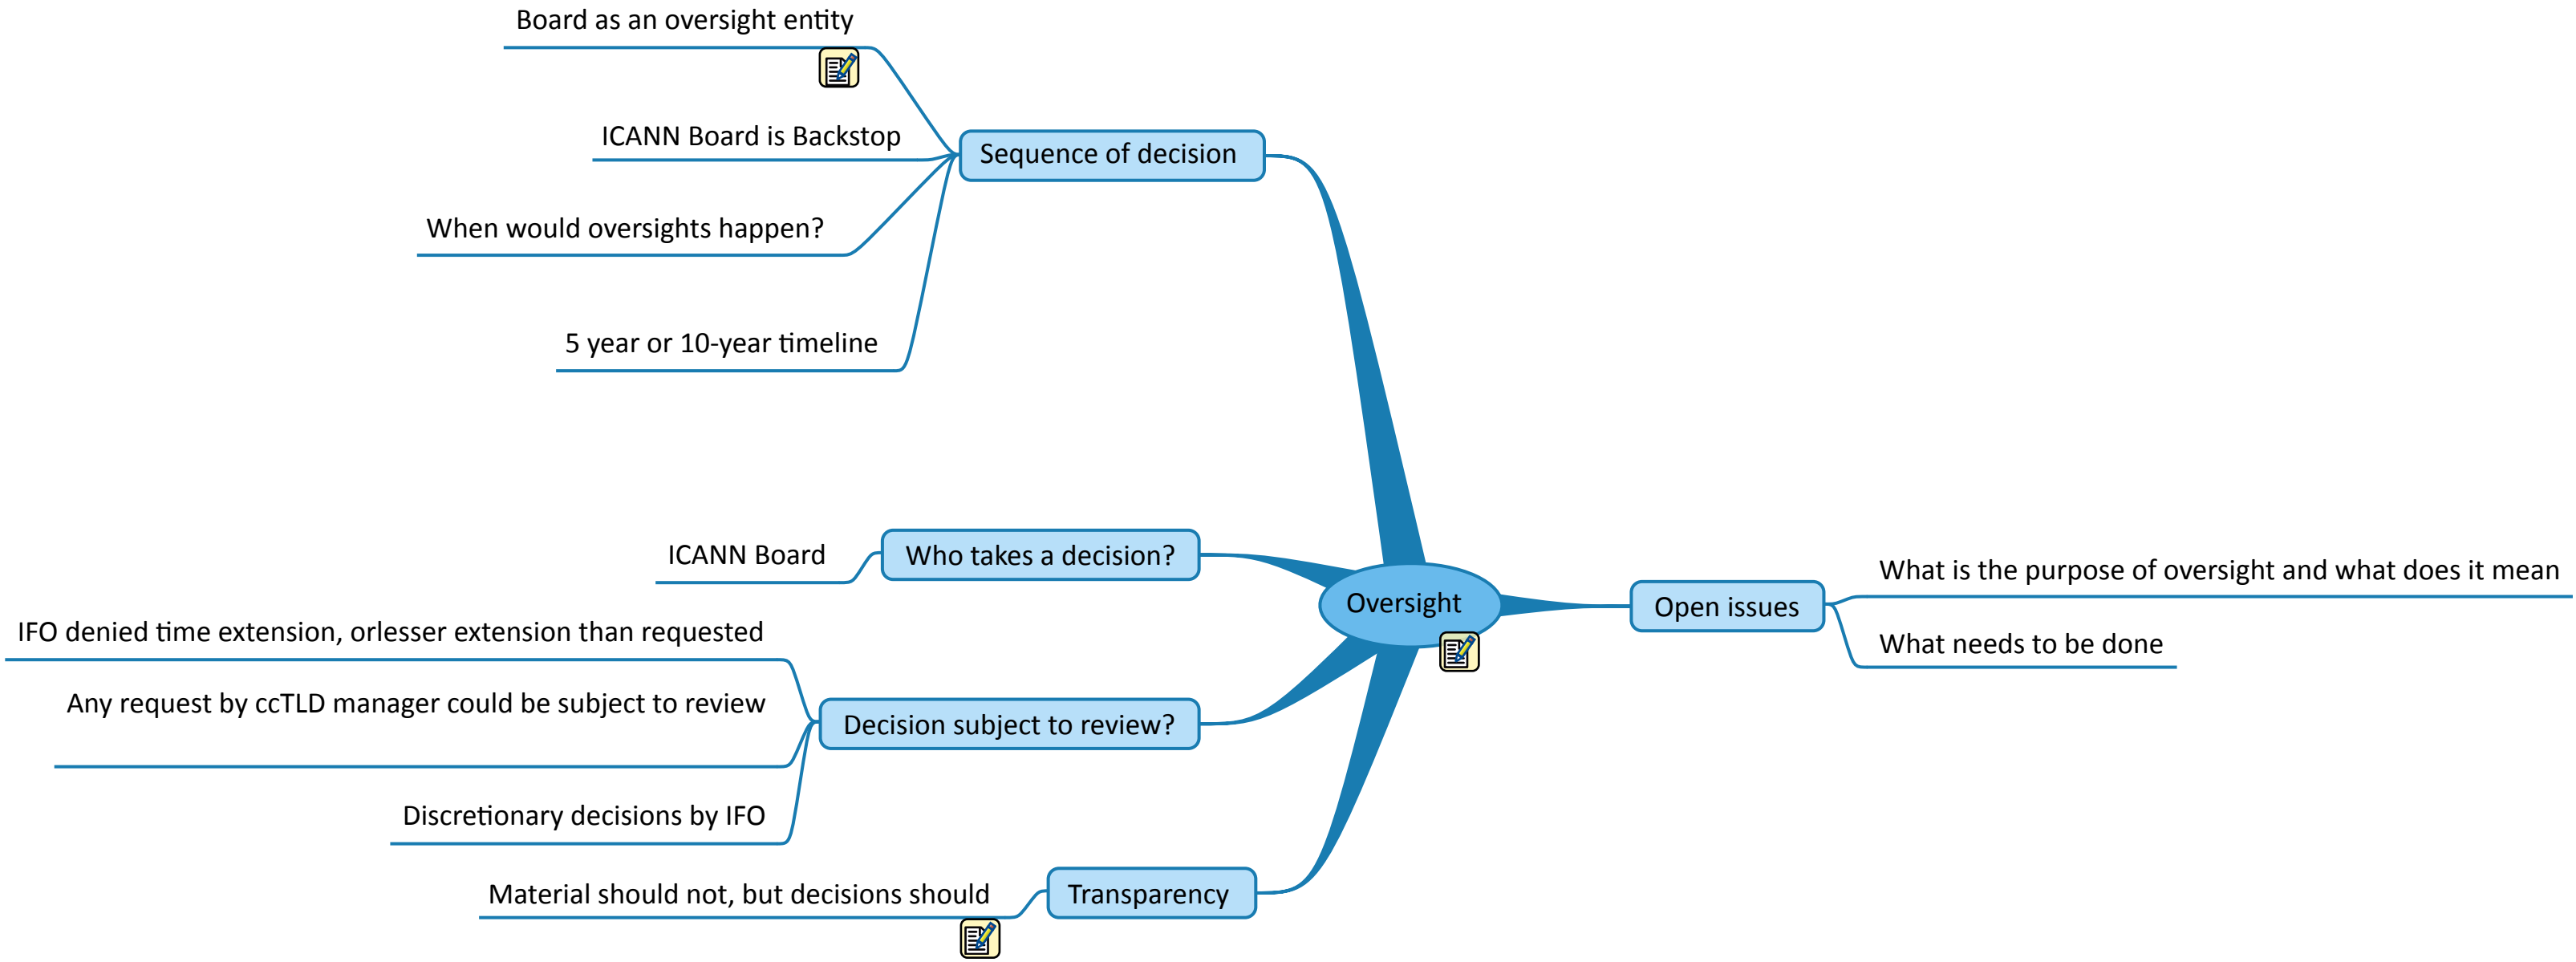 Board as an oversight entity
ICANN Board is Backstop
Sequence of decision
When would oversights happen?
5 year or 10-year timeline
ICANN Board
Who takes a decision?
IFO denied time extension, orlesser extension than requested
Any request by ccTLD manager could be subject to review
Decision subject to review?
Discretionary decisions by IFO
Material should not, but decisions should
Transparency
Oversight
Open issues
What is the purpose of oversight and what does it mean
What needs to be done